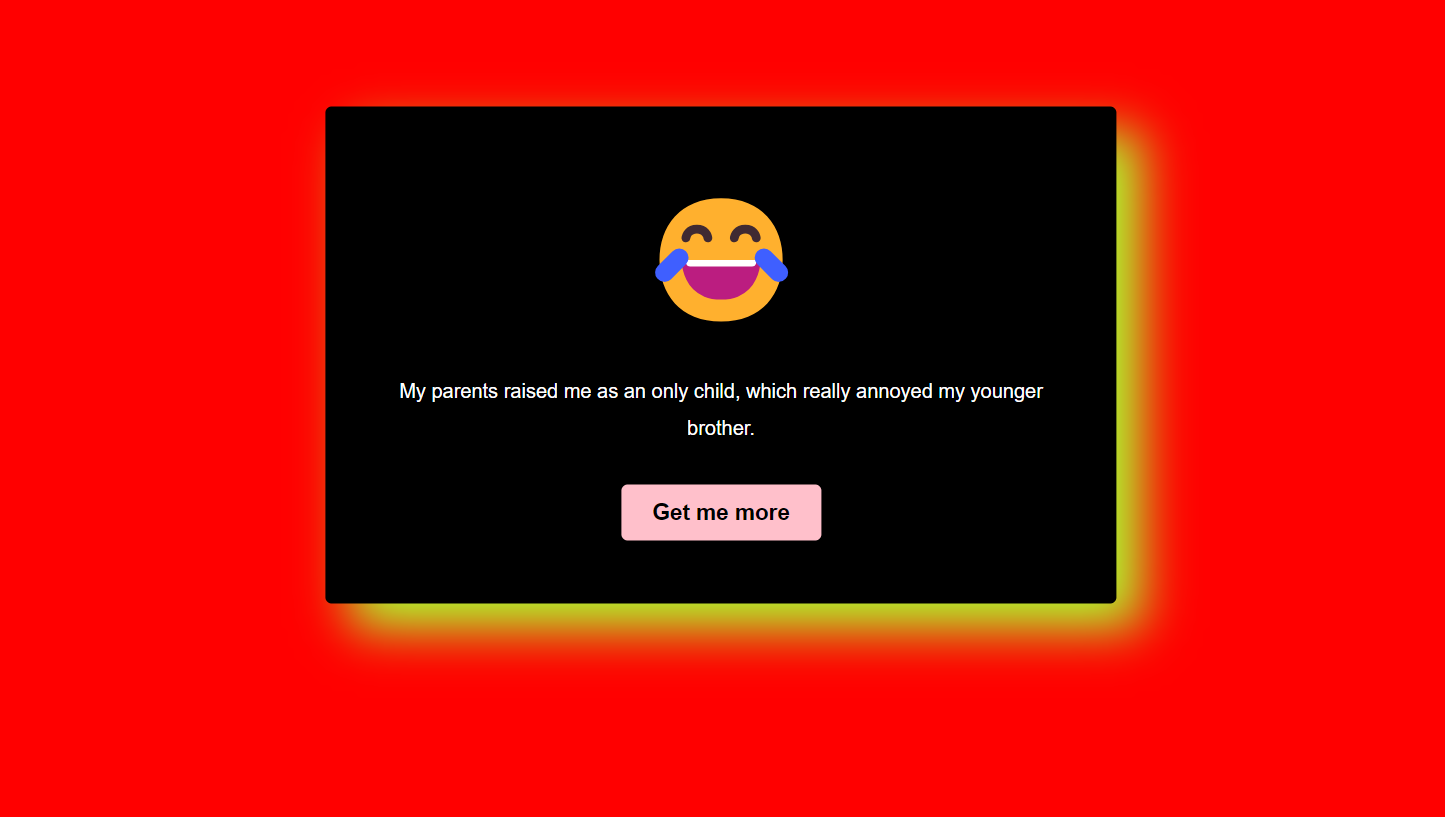 My parents raised me as an only child, which really annoyed my younger
brother.
Get me more